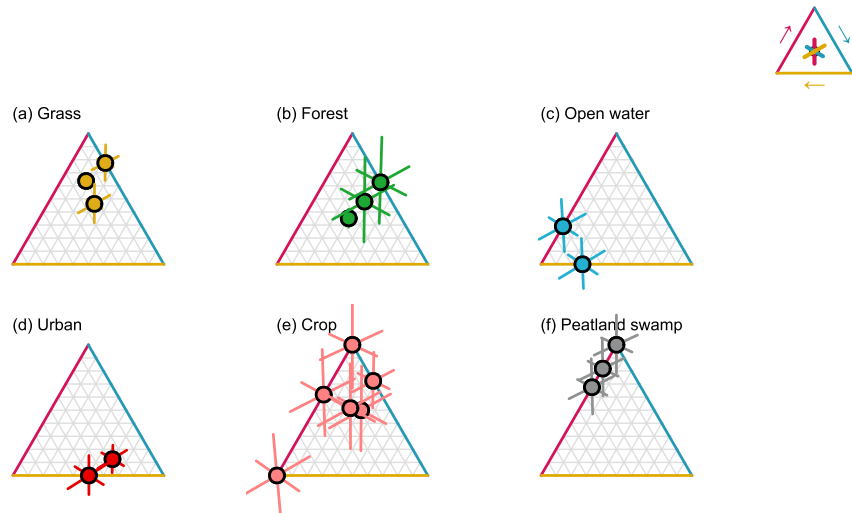 (a) Grass
(b) Forest
(c) Open water
(d) Urban
(e) Crop
(f) Peatland swamp